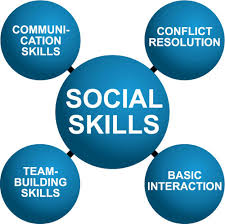 COMMUNI-
CATION
SKILLS
CONFLICT
RESOLUTION
SOCIAL
SKILLS
TEAM-
BUILDING
SKILLS
BASIC
INTERACTION